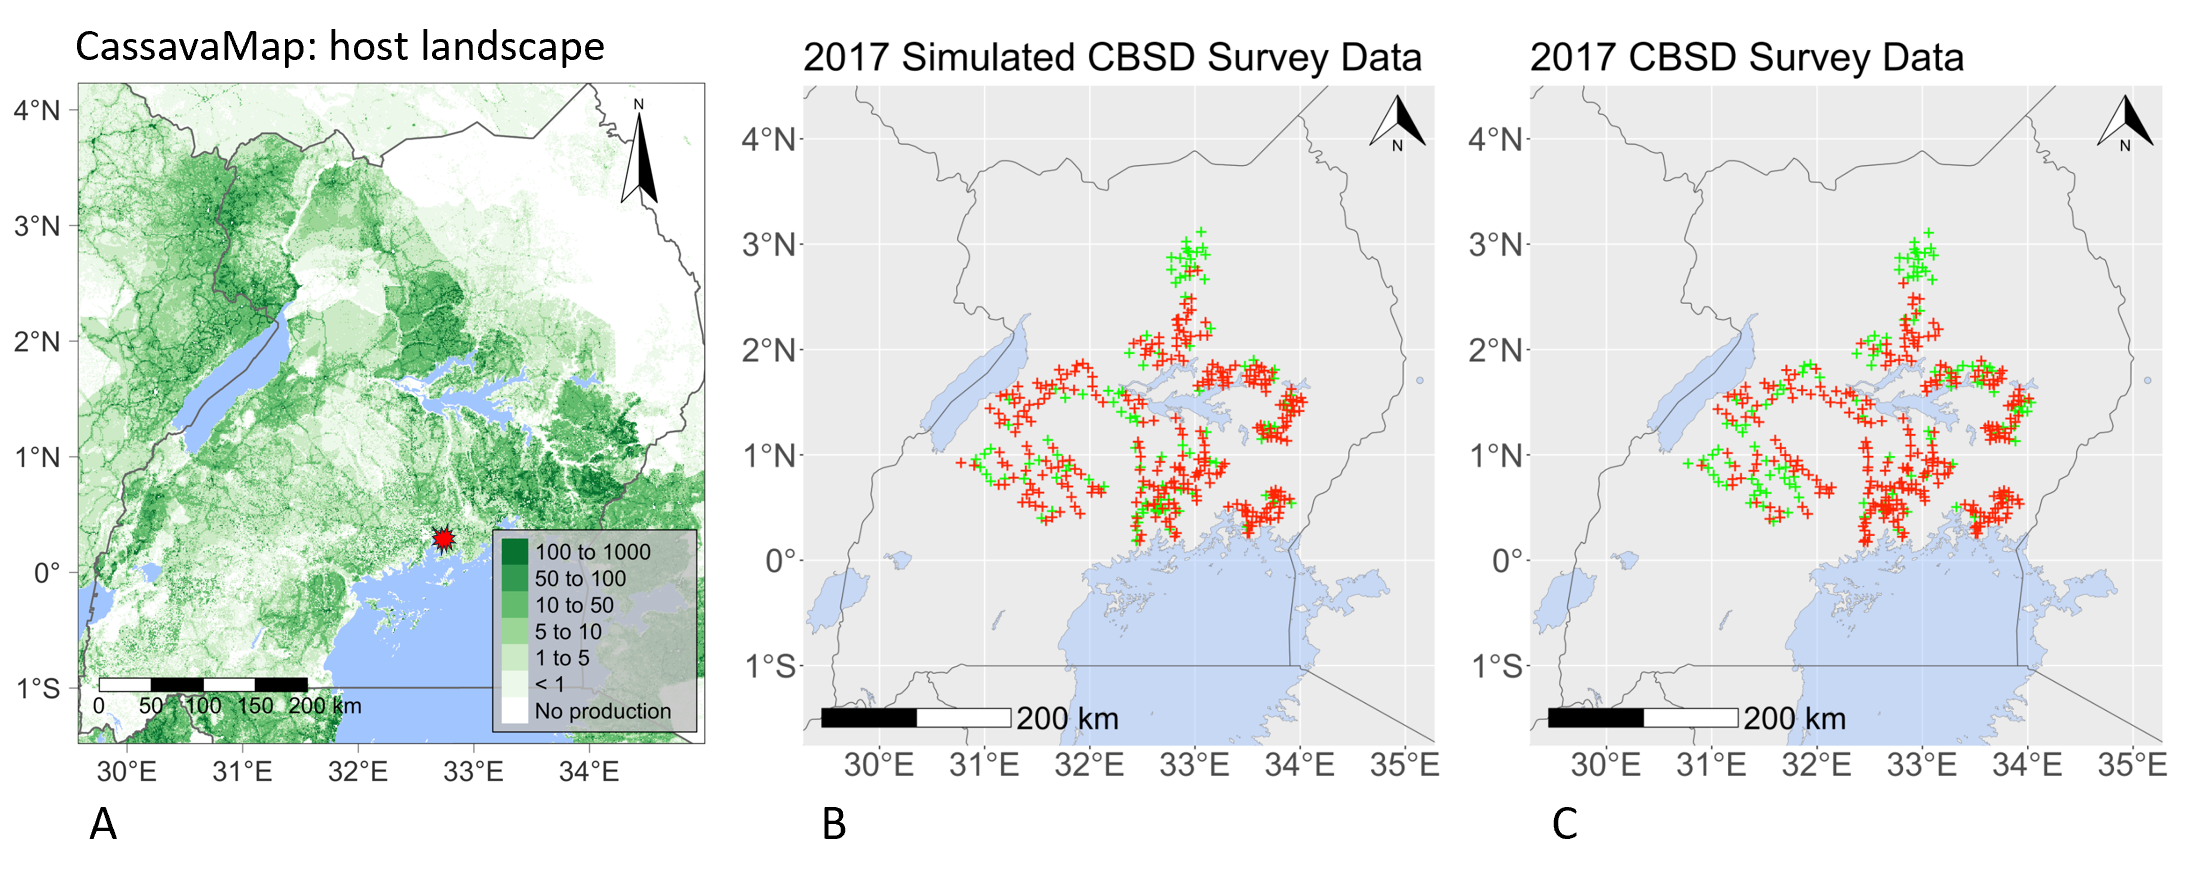 CassavaMap: host landscape
N
4°N
3°N
2°N
1°N
0°
1°S
100 to 1000
50 to 100
10 to 50
5 to 10
1 to 5
< 1
No production
0 50 100 150 200 km
30°E 31°E 32°E 33°E 34°E
A
2017 Simulated CBSD Survey Data
N
4°N
3°N
2°N
1°N
0°
1°S
200 km
30°E 31°E 32°E 33°E 34°E 35°E
B
2017 CBSD Survey Data
N
4°N
3°N
2°N
1°N
0°
1°S
200 km
30°E 31°E 32°E 33°E 34°E 35°E
C